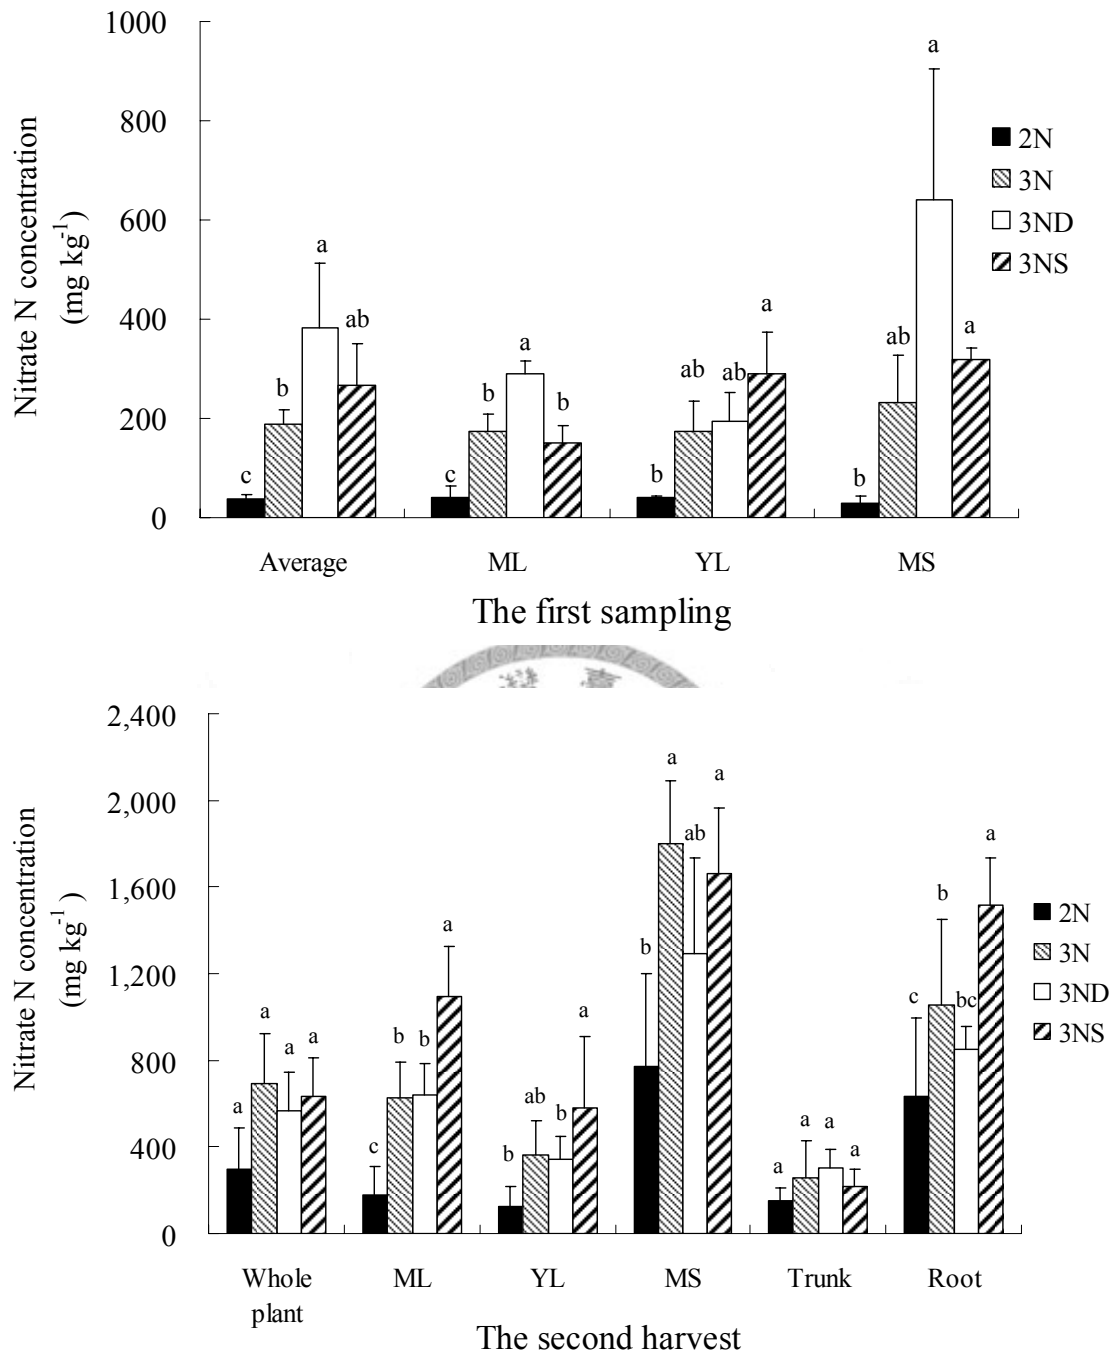 1000
800
600
400
200
0
Nitrate N concentration
(mg kg-1)
c
b
a
ab
c
b
a
b
b
ab
ab
a
b
ab
a
a
2N
3N
3ND
3NS
Average ML YL MS
The first sampling
2,400
2,000
1,600
1,200
800
400
0
Nitrate N concentration
(mg kg-1 )
a
a
a
a
c
b
b
a
b
ab
b
a
b
a
ab
a
a
a
a
a
c
b
bc
a
2N
3N
3ND
3NS
Whole ML YL MS Trunk Root
plant
The second harvest